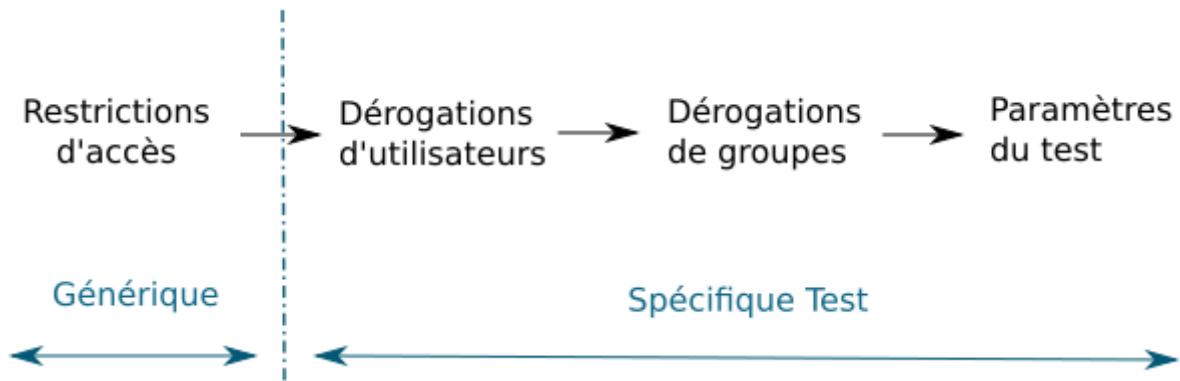 Restrictions
d'accès
Dérogations
d'utilisateurs
Dérogations
de groupes
Paramètres
du test
Générique
Spécifique Test